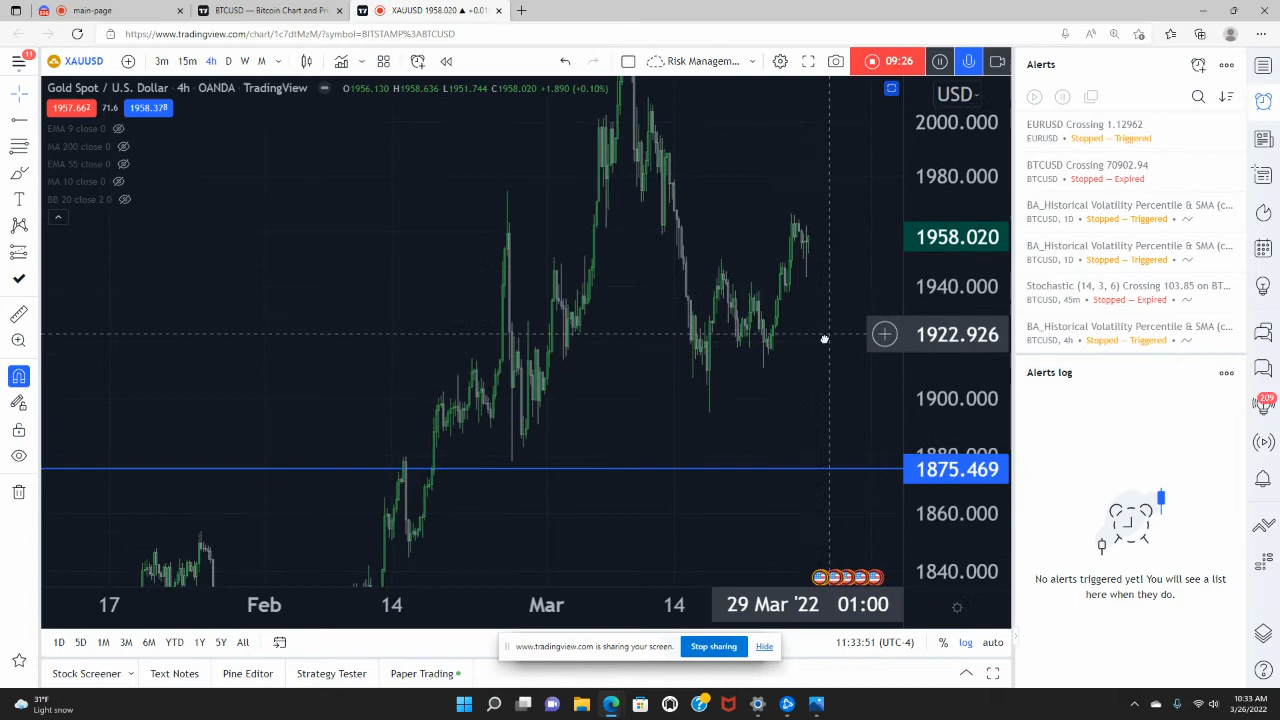 main-page
BTCUSD — Bitcoin Chart and Pri
XAUUSD 1958.020 ▲ +0.01
https://www.tradingview.com/chart/1c7dtMzM/?symbol=BITSTAMP%3ABTCUSD
11
XAUUSD
3m 15m 4h D W M
Risk Managem...
09:26
Alerts
Gold Spot / U.S. Dollar · 4h · OANDA · TradingView
O1956.130 H1958.636 L1951.744 C1958.020 +1.890 (+0.10%)
USD
1957.662 71.6 1958.378
EMA 9 close 0
MA 200 close 0
EMA 55 close 0
MA 10 close 0
BB 20 close 2 0
2000.000
1980.000
1958.020
1940.000
1922.926
1900.000
1880.000
1875.469
1860.000
1840.000
EURUSD Crossing 1.12962
EURUSD • Stopped — Triggered
BTCUSD Crossing 70902.94
BTCUSD • Stopped — Expired
BA_Historical Volatility Percentile & SMA (c...
BTCUSD, 1D • Stopped — Triggered •
BA_Historical Volatility Percentile & SMA (c...
BTCUSD, 1D • Stopped — Triggered •
Stochastic (14, 3, 6) Crossing 103.85 on BT...
BTCUSD, 45m • Stopped — Expired •
BA_Historical Volatility Percentile & SMA (c...
BTCUSD, 4h • Stopped — Triggered •
Alerts log
209
No alerts triggered yet! You will see a list
here when they do.
17 Feb 14 Mar 14 29 Mar '22 01:00
1D 5D 1M 3M 6M YTD 1Y 5Y All
www.tradingview.com is sharing your screen. Stop sharing Hide
11:33:51 (UTC-4) % log auto
Stock Screener Text Notes Pine Editor Strategy Tester Paper Trading
31°F
Light snow
10:33 AM
3/26/2022